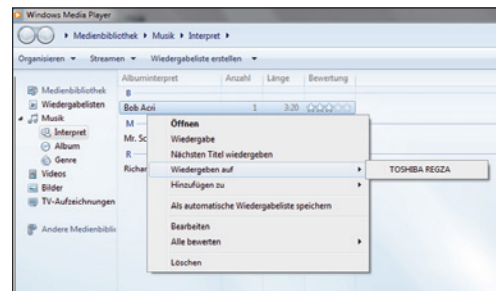 Windows Media Player
Medienbibliothek Musik Interpret
Organisieren Streamen Wiedergabeliste erstellen
Albuminterpret Anzahl Länge Bewertung
Medienbibliothek
Wiedergabelisten
Musik
Interpret
Album
Genre
Videos
Bilder
TV-Aufzeichnungen
Andere Medienbiblio
B
Bob Acri 1 3:20
M
Mr. Sc
R
Richar
Öffnen
Wiedergabe
Nächsten Titel wiedergeben
Wiedergeben auf
TOSHIBA REGZA
Hinzufügen zu
Als automatische Wiedergabeliste speichern
Bearbeiten
Alle bewerten
Löschen